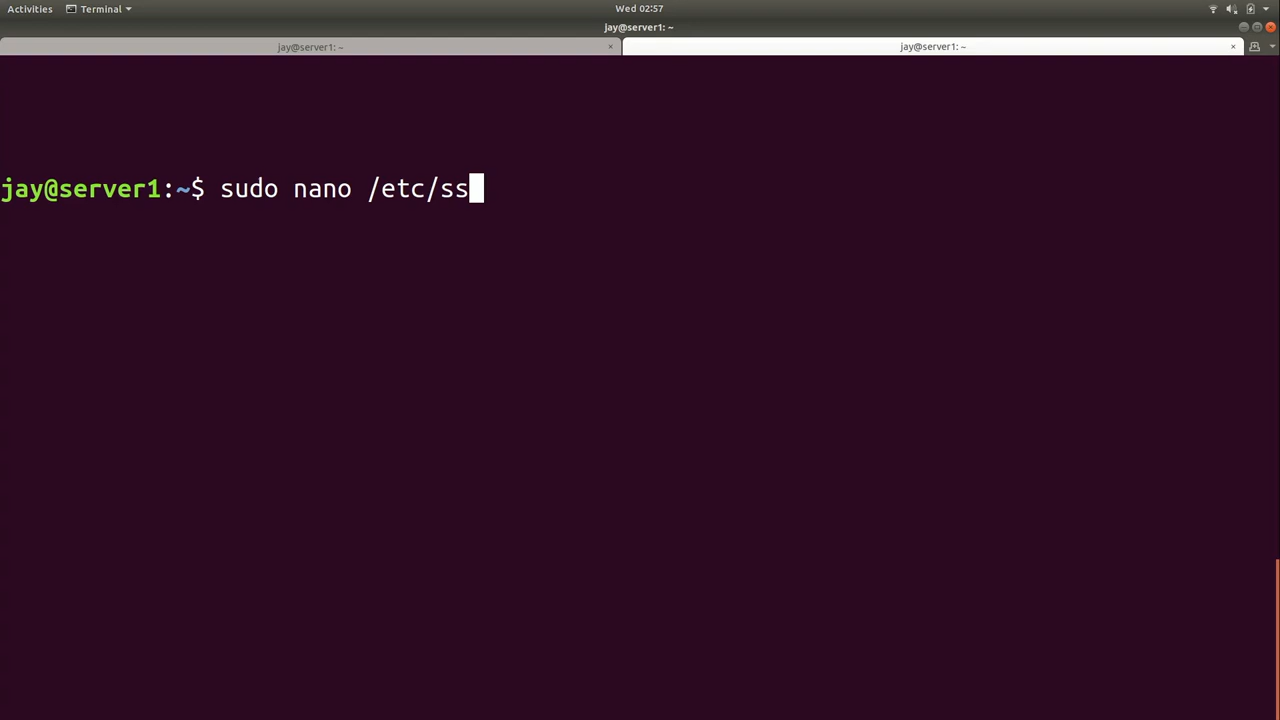 Activities Terminal Wed 02:57
jay@server1: ~
jay@server1: ~ × jay@server1: ~ ×
jay@server1:~$ sudo nano /etc/ss